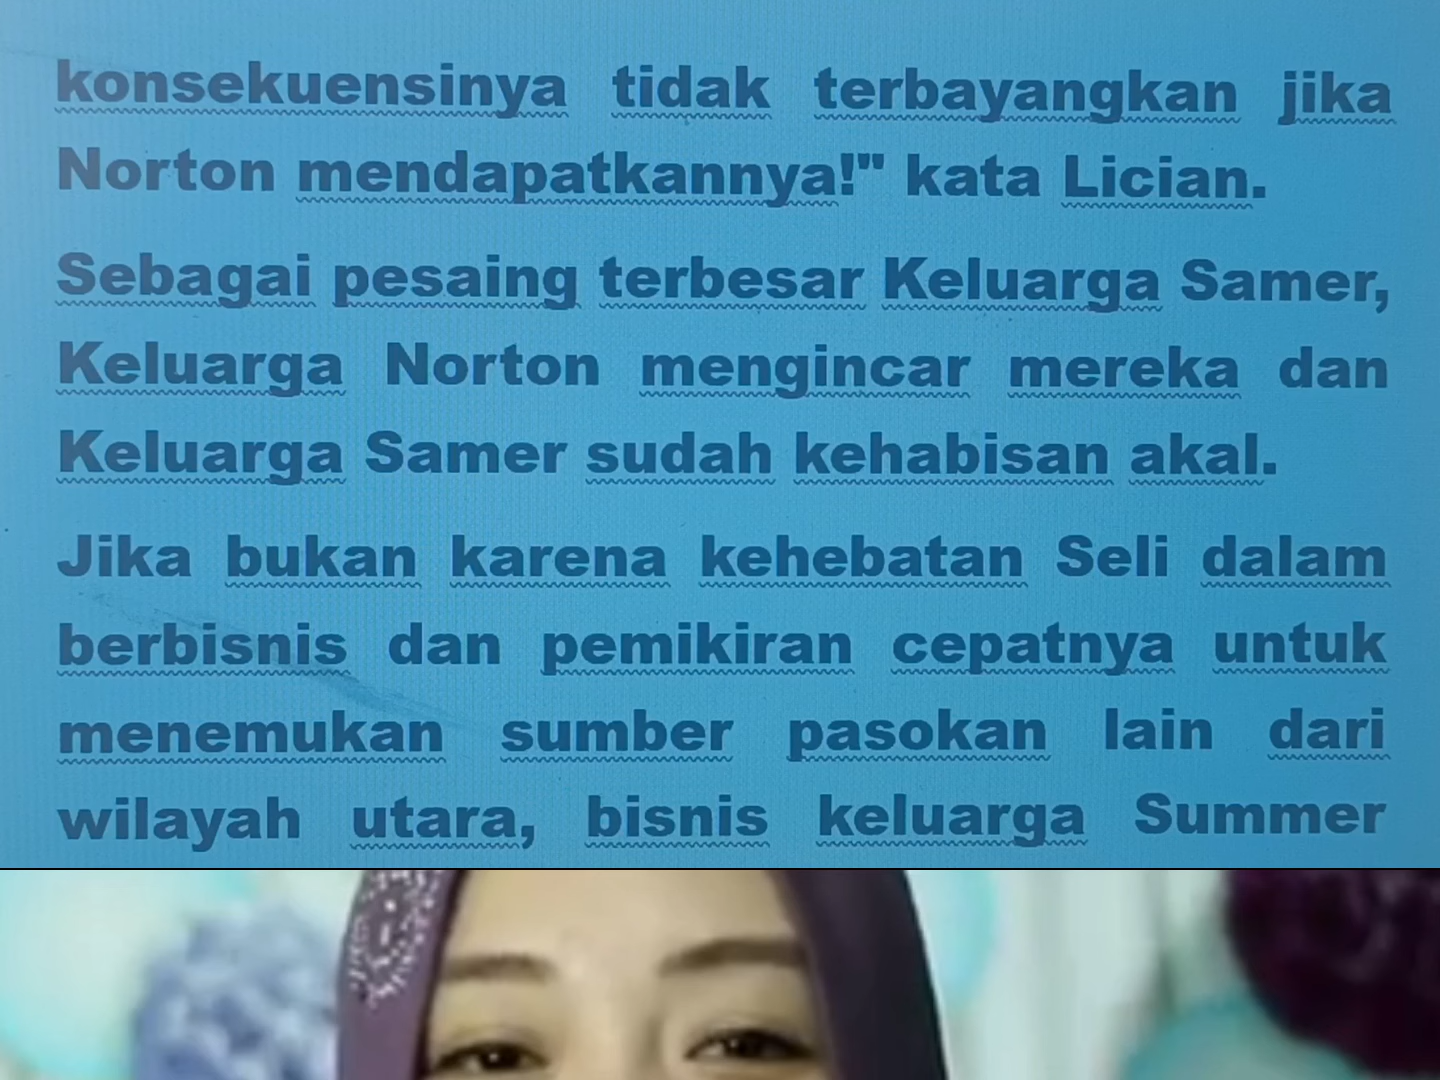 konsekuensinya tidak terbayangkan jika
Norton mendapatkannya!" kata Lician.
Sebagai pesaing terbesar Keluarga Samer,
Keluarga Norton mengincar mereka dan
Keluarga Samer sudah kehabisan akal.
Jika bukan karena kehebatan Seli dalam
berbisnis dan pemikiran cepatnya untuk
menemukan sumber pasokan lain dari
wilayah utara, bisnis keluarga Summer